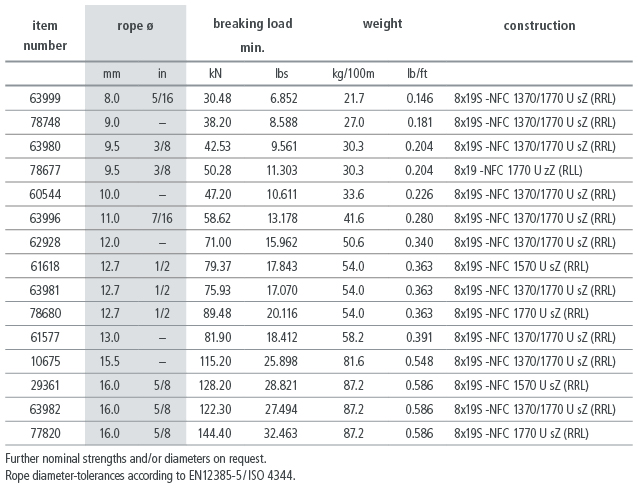 item number rope ø breaking load min. weight construction
mm in kN lbs kg/100m lb/ft
63999 8.0 5/16 30.48 6.852 21.7 0.146 8x19S -NFC 1370/1770 U sZ (RRL)
78748 9.0 – 38.20 8.588 27.0 0.181 8x19S -NFC 1370/1770 U sZ (RRL)
63980 9.5 3/8 42.53 9.561 30.3 0.204 8x19S -NFC 1370/1770 U sZ (RRL)
78677 9.5 3/8 50.28 11.303 30.3 0.204 8x19 -NFC 1770 U zZ (RLL)
60544 10.0 – 47.20 10.611 33.6 0.226 8x19S -NFC 1370/1770 U sZ (RRL)
63996 11.0 7/16 58.62 13.178 41.6 0.280 8x19S -NFC 1370/1770 U sZ (RRL)
62928 12.0 – 71.00 15.962 50.6 0.340 8x19S -NFC 1370/1770 U sZ (RRL)
61618 12.7 1/2 79.37 17.843 54.0 0.363 8x19S -NFC 1570 U sZ (RRL)
63981 12.7 1/2 75.93 17.070 54.0 0.363 8x19S -NFC 1370/1770 U sZ (RRL)
78680 12.7 1/2 89.48 20.116 54.0 0.363 8x19S -NFC 1770 U sZ (RRL)
61577 13.0 – 81.90 18.412 58.2 0.391 8x19S -NFC 1370/1770 U sZ (RRL)
10675 15.5 – 115.20 25.898 81.6 0.548 8x19S -NFC 1370/1770 U sZ (RRL)
29361 16.0 5/8 128.20 28.821 87.2 0.586 8x19S -NFC 1570 U sZ (RRL)
63982 16.0 5/8 122.30 27.494 87.2 0.586 8x19S -NFC 1370/1770 U sZ (RRL)
77820 16.0 5/8 144.40 32.463 87.2 0.586 8x19S -NFC 1770 U sZ (RRL)
Further nominal strengths and/or diameters on request.
Rope diameter-tolerances according to EN12385-5/ ISO 4344.